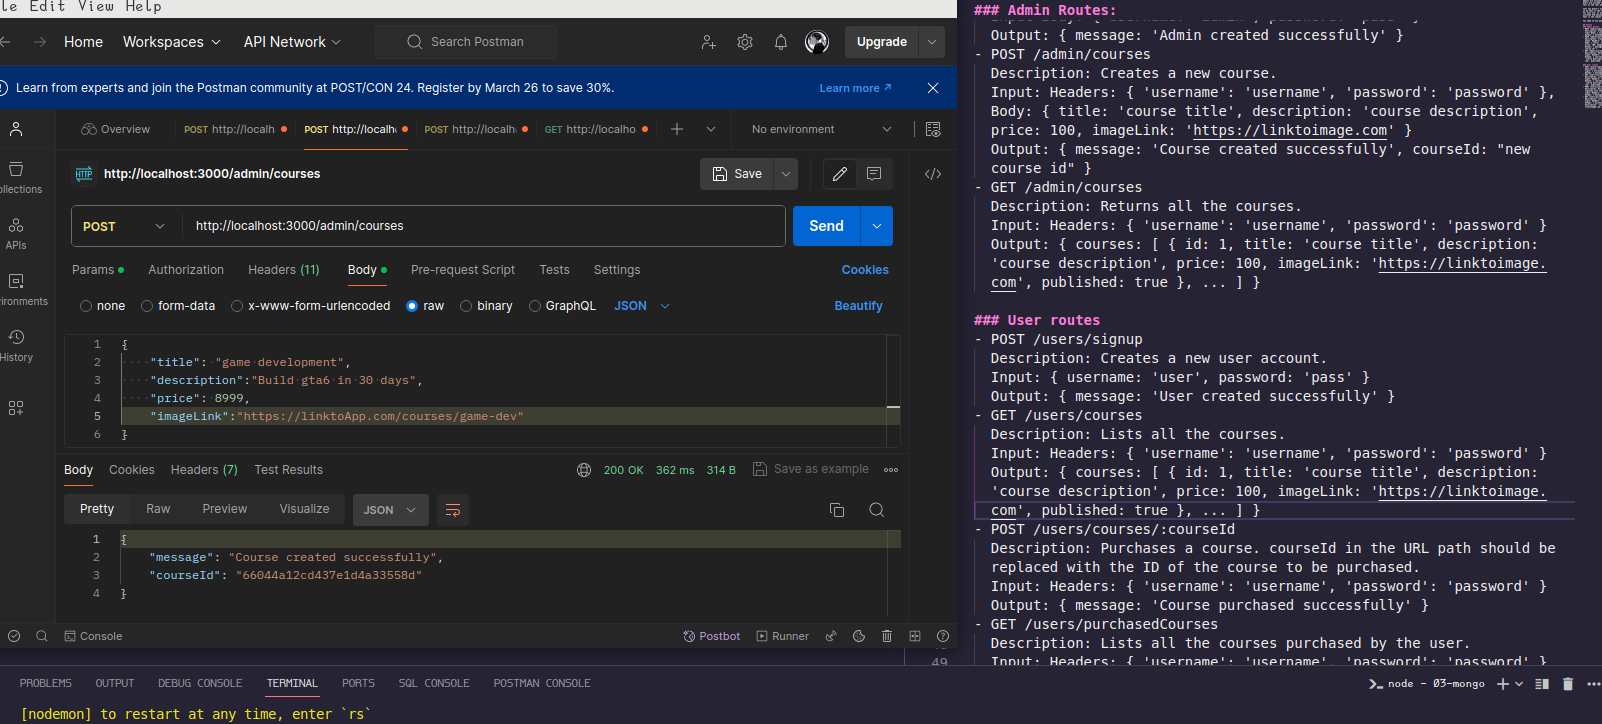 le Edit View Help
Home Workspaces API Network Search Postman Upgrade
Learn from experts and join the Postman community at POST/CON 24. Register by March 26 to save 30%. Learn more ↗
Overview POST http://localh POST http://localh POST http://localh GET http://localho No environment
HTTP http://localhost:3000/admin/courses Save
ollections
APIs
vironments
History
POST http://localhost:3000/admin/courses Send
Params Authorization Headers (11) Body Pre-request Script Tests Settings Cookies
none form-data x-www-form-urlencoded raw binary GraphQL JSON Beautify
1 {
2 "title": "game development",
3 "description":"Build gta6 in 30 days",
4 "price": 8999,
5 "imageLink":"https://linktoApp.com/courses/game-dev"
6 }
Body Cookies Headers (7) Test Results 200 OK 362 ms 314 B Save as example
Pretty Raw Preview Visualize JSON
1 {
2 "message": "Course created successfully",
3 "courseId": "66044a12cd437e1d4a33558d"
4 }
Console Postbot Runner
### Admin Routes:
Output: { message: 'Admin created successfully' }
- POST /admin/courses
Description: Creates a new course.
Input: Headers: { 'username': 'username', 'password': 'password' },
Body: { title: 'course title', description: 'course description',
price: 100, imageLink: 'https://linktoimage.com' }
Output: { message: 'Course created successfully', courseId: "new
course id" }
- GET /admin/courses
Description: Returns all the courses.
Input: Headers: { 'username': 'username', 'password': 'password' }
Output: { courses: [ { id: 1, title: 'course title', description:
'course description', price: 100, imageLink: 'https://linktoimage.
com', published: true }, ... ] }
### User routes
- POST /users/signup
Description: Creates a new user account.
Input: { username: 'user', password: 'pass' }
Output: { message: 'User created successfully' }
- GET /users/courses
Description: Lists all the courses.
Input: Headers: { 'username': 'username', 'password': 'password' }
Output: { courses: [ { id: 1, title: 'course title', description:
'course description', price: 100, imageLink: 'https://linktoimage.
com', published: true }, ... ] }
- POST /users/courses/:courseId
Description: Purchases a course. courseId in the URL path should be
replaced with the ID of the course to be purchased.
Input: Headers: { 'username': 'username', 'password': 'password' }
Output: { message: 'Course purchased successfully' }
- GET /users/purchasedCourses
Description: Lists all the courses purchased by the user.
Input: Headers: { 'username': 'username', 'password': 'password' }
49
PROBLEMS OUTPUT DEBUG CONSOLE TERMINAL PORTS SQL CONSOLE POSTMAN CONSOLE node - 03-mongo
[nodemon] to restart at any time, enter `rs`